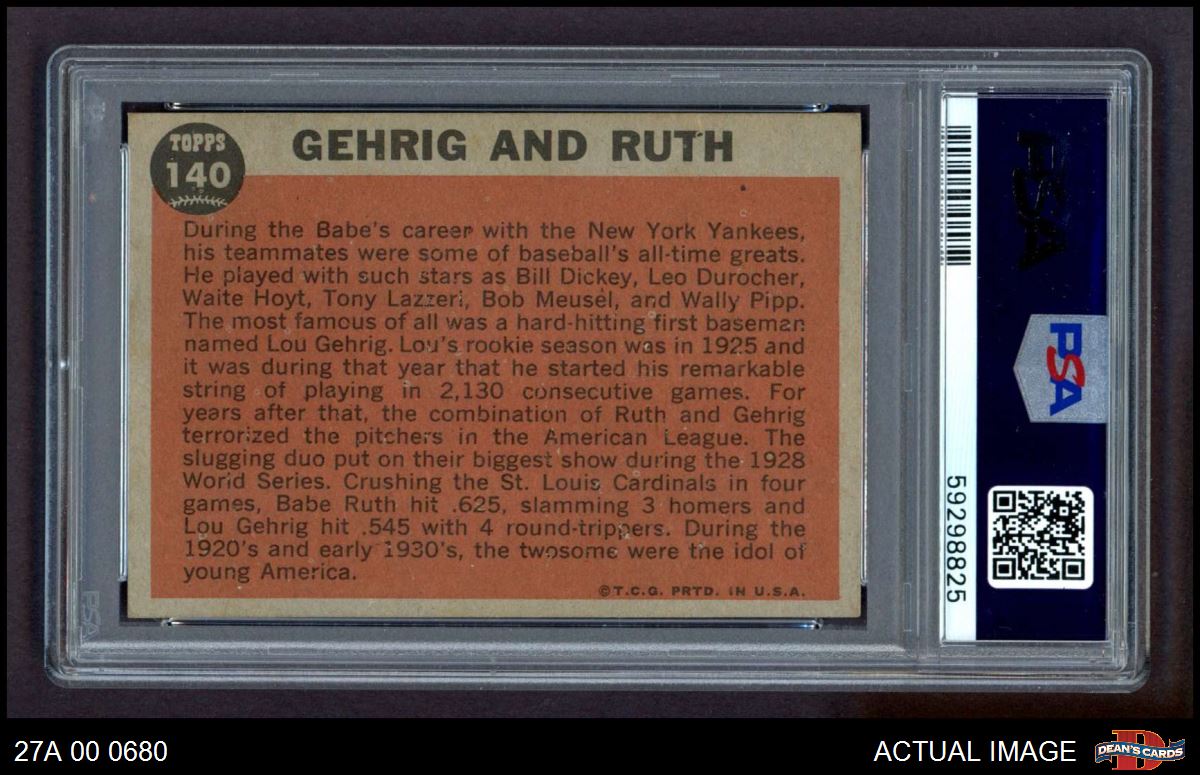 TOPPS
140
GEHRIG AND RUTH
During the Babe's career with the New York Yankees,
his teammates were some of baseball's all-time greats.
He played with such stars as Bill Dickey, Leo Durocher,
Waite Hoyt, Tony Lazzeri, Bob Meusel, and Wally Pipp.
The most famous of all was a hard-hitting first baseman
named Lou Gehrig. Lou's rookie season was in 1925 and
it was during that year that he started his remarkable
string of playing in 2,130 consecutive games. For
years after that, the combination of Ruth and Gehrig
terrorized the pitchers in the American League. The
slugging duo put on their biggest show during the 1928
World Series. Crushing the St. Louis Cardinals in four
games, Babe Ruth hit .625, slamming 3 homers and
Lou Gehrig hit .545 with 4 round-trippers. During the
1920's and early 1930's, the twosome were the idol of
young America.
©T.C.G. PRTD. IN U.S.A.
PSA
PSA
PSA
59298825
27A 00 0680
ACTUAL IMAGE
DEAN'S CARDS